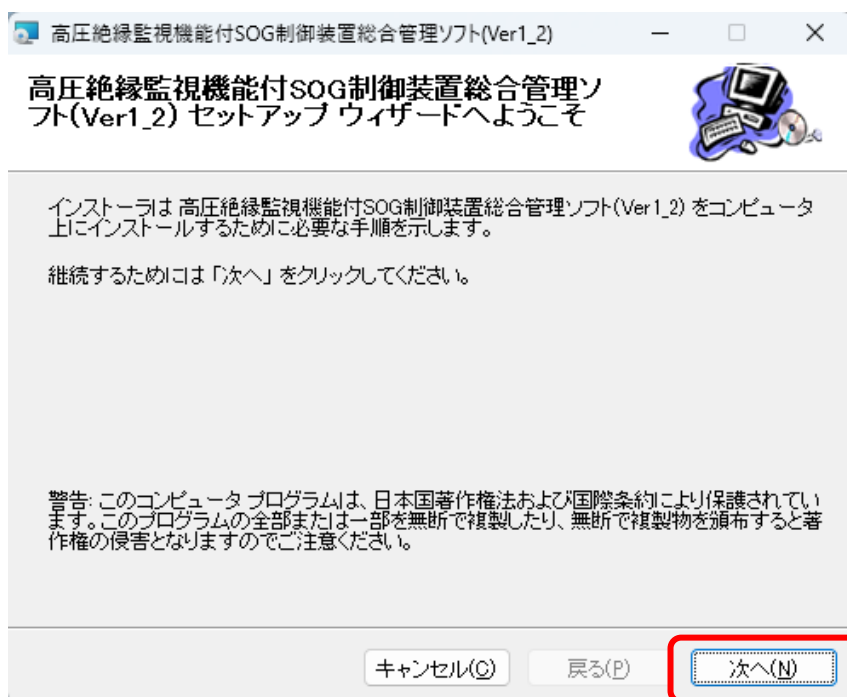 高圧絶縁監視機能付SOG制御装置総合管理ソフト(Ver1_2)
高圧絶縁監視機能付SOG制御装置総合管理ソ
フト(Ver1_2) セットアップ ウィザードへようこそ
インストーラは 高圧絶縁監視機能付SOG制御装置総合管理ソフト(Ver1_2) をコンピュータ
上にインストールするために必要な手順を示します。
継続するためには「次へ」をクリックしてください。
警告: このコンピュータ プログラムは、日本国著作権法および国際条約により保護されてい
ます。このプログラムの全部または一部を無断で複製したり、無断で複製物を頒布すると著
作権の侵害となりますのでご注意ください。
キャンセル(C) 戻る(P) 次へ(N)